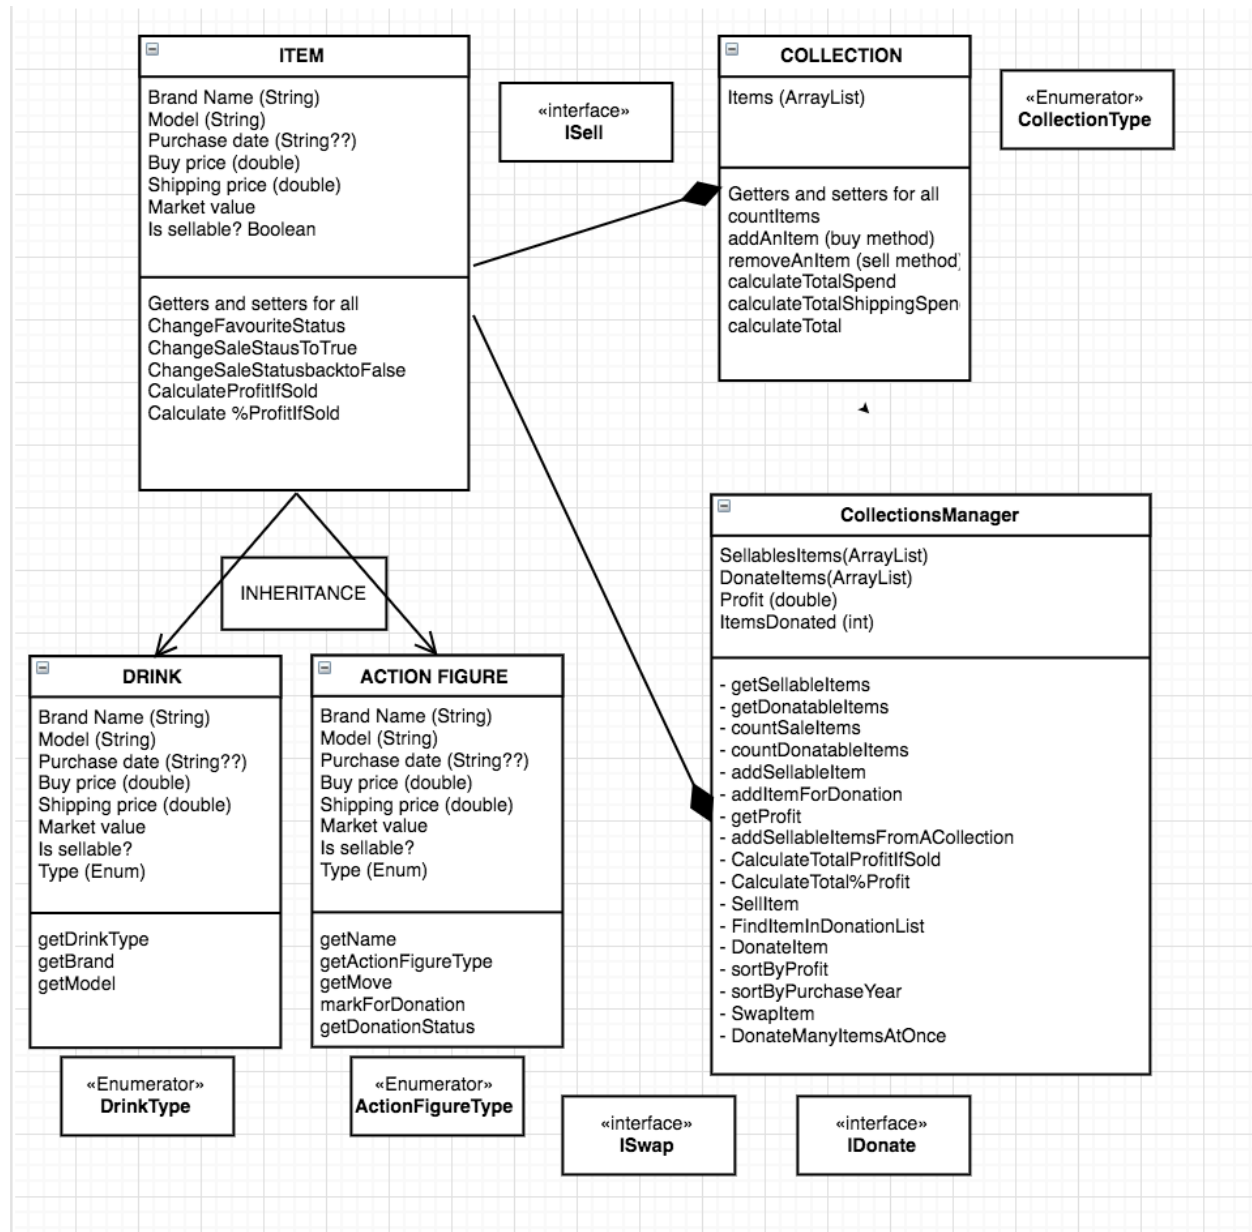 ITEM
Brand Name (String)
Model (String)
Purchase date (String??)
Buy price (double)
Shipping price (double)
Market value
Is sellable? Boolean
Getters and setters for all
ChangeFavouriteStatus
ChangeSaleStausToTrue
ChangeSaleStatusbacktoFalse
CalculateProfitIfSold
Calculate %ProfitIfSold
«interface»
ISell
COLLECTION
Items (ArrayList)
Getters and setters for all
countItems
addAnItem (buy method)
removeAnItem (sell method)
calculateTotalSpend
calculateTotalShippingSpen
calculateTotal
«Enumerator»
CollectionType
INHERITANCE
DRINK
Brand Name (String)
Model (String)
Purchase date (String??)
Buy price (double)
Shipping price (double)
Market value
Is sellable?
Type (Enum)
getDrinkType
getBrand
getModel
ACTION FIGURE
Brand Name (String)
Model (String)
Purchase date (String??)
Buy price (double)
Shipping price (double)
Market value
Is sellable?
Type (Enum)
getName
getActionFigureType
getMove
markForDonation
getDonationStatus
CollectionsManager
SellablesItems(ArrayList)
DonateItems(ArrayList)
Profit (double)
ItemsDonated (int)
- getSellableItems
- getDonatableItems
- countSaleItems
- countDonatableItems
- addSellableItem
- addItemForDonation
- getProfit
- addSellableItemsFromACollection
- CalculateTotalProfitIfSold
- CalculateTotal%Profit
- SellItem
- FindItemInDonationList
- DonateItem
- sortByProfit
- sortByPurchaseYear
- SwapItem
- DonateManyItemsAtOnce
«Enumerator»
DrinkType
«Enumerator»
ActionFigureType
«interface»
ISwap
«interface»
IDonate